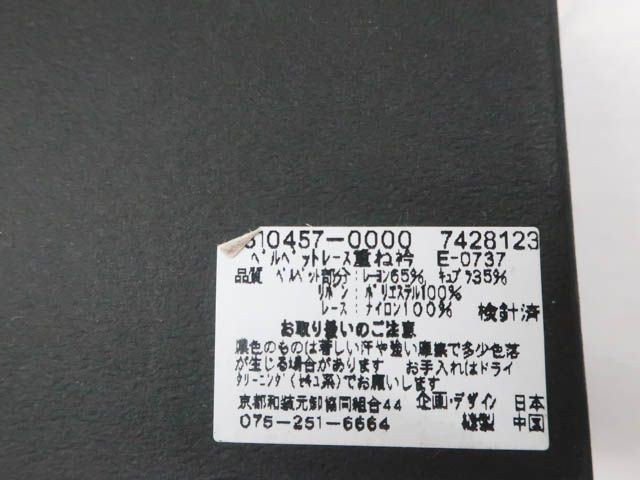 810457-0000 7428123
ベルベットレース重ね衿 E-0737
品質 ベルベット部分:レーヨン65%, キュプラ35%
リボン:ポリエステル100%
レース:ナイロン100% 検針済
お取り扱いのご注意
濃色のものは著しい汗や強い摩擦で多少色落
が生じる場合があります お手入れはドライ
クリーニング〈セキユ系〉でお願いします
京都和装元卸協同組合44 企画・デザイン 日本
075-251-6664 縫製 中国